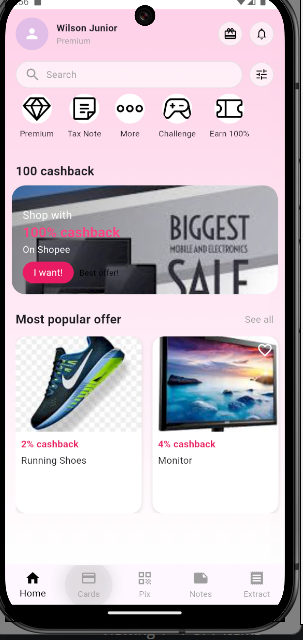 Wilson Junior
Premium
Search
Premium
Tax Note
More
Challenge
Earn 100%
100 cashback
Shop with
100% cashback
On Shopee
I want!
Best offer!
BIGGEST
MOBILE AND ELECTRONICS
SALE
Most popular offer
See all
2% cashback
Running Shoes
4% cashback
Monitor
Home
Cards
Pix
Notes
Extract